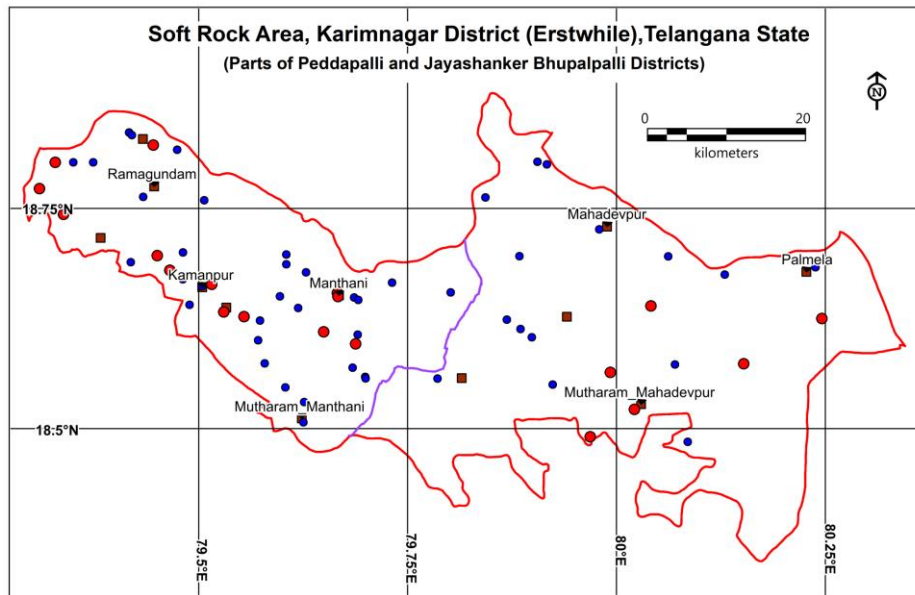 Soft Rock Area, Karimnagar District (Erstwhile),Telangana State
(Parts of Peddapalli and Jayashanker Bhupalpalli Districts)
N
0 20
kilometers
Ramagundam
18.75°N
Mahadevpur
Palmela
Kamanpur
Manthani
Mutharam_Manthani
Mutharam_Mahadevpur
18.5°N
79.5°E
79.75°E
80°E
80.25°E